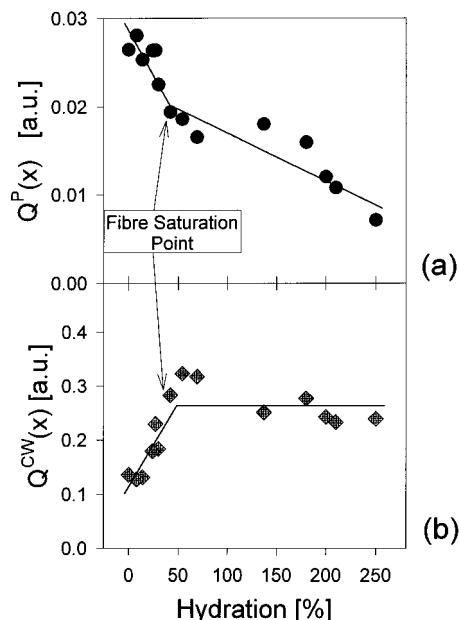 0.03
0.02
0.01
0.00
Q^P(x) [a.u.]
Fibre Saturation
Point
(a)
0.4
0.3
0.2
0.1
0.0
Q^CW(x) [a.u.]
(b)
0 50 100 150 200 250
Hydration [%]